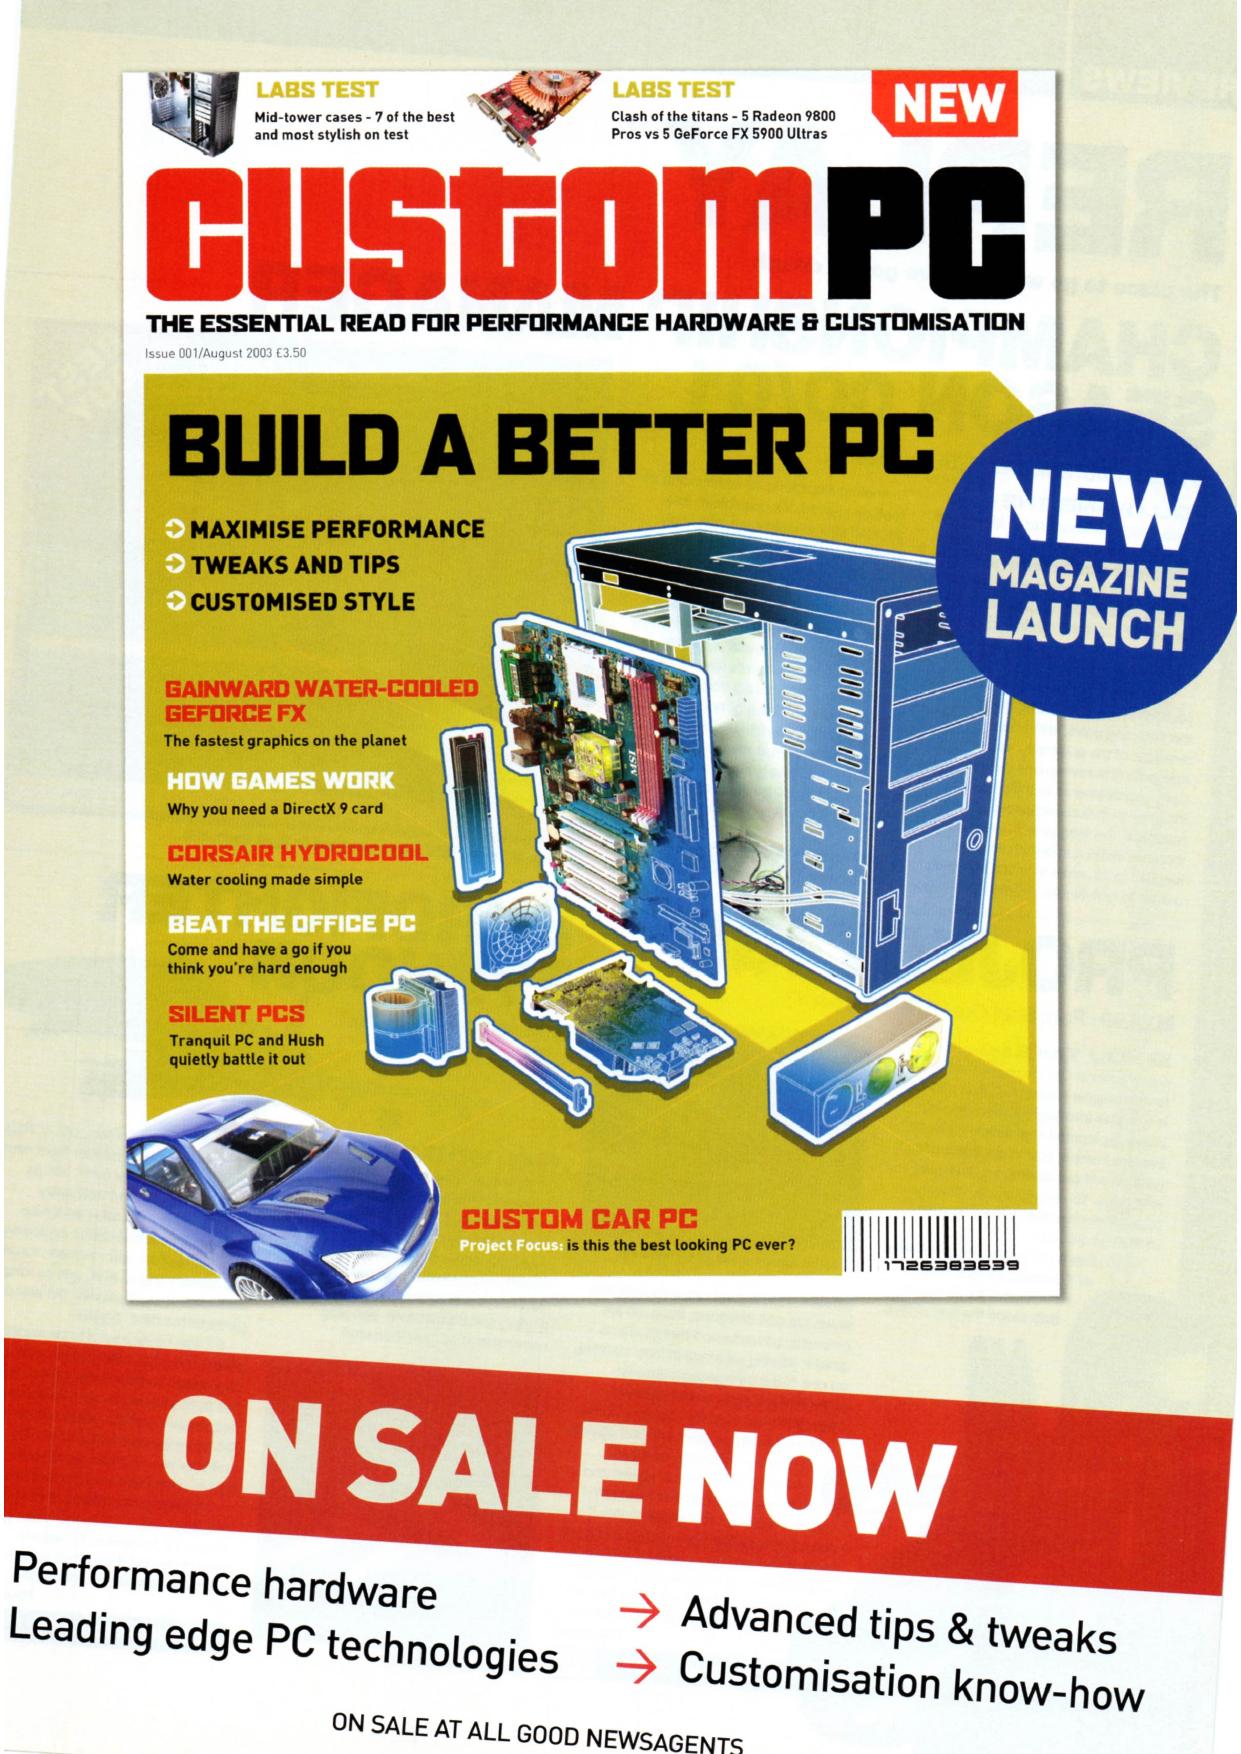 LABS TEST
Mid-tower cases - 7 of the best
and most stylish on test
LABS TEST
Clash of the titans - 5 Radeon 9800
Pros vs 5 GeForce FX 5900 Ultras
NEW
CUSTOMPC
THE ESSENTIAL READ FOR PERFORMANCE HARDWARE & CUSTOMISATION
Issue 001/August 2003 £3.50
BUILD A BETTER PC
MAXIMISE PERFORMANCE
TWEAKS AND TIPS
CUSTOMISED STYLE
NEW
MAGAZINE
LAUNCH
GAINWARD WATER-COOLED
GEFORCE FX
The fastest graphics on the planet
HOW GAMES WORK
Why you need a DirectX 9 card
CORSAIR HYDROCOOL
Water cooling made simple
BEAT THE OFFICE PC
Come and have a go if you
think you're hard enough
SILENT PCS
Tranquil PC and Hush
quietly battle it out
MSI
CUSTOM CAR PC
Project Focus: is this the best looking PC ever?
1726383639
ON SALE NOW
Performance hardware
Leading edge PC technologies
→ Advanced tips & tweaks
→ Customisation know-how
ON SALE AT ALL GOOD NEWSAGENTS